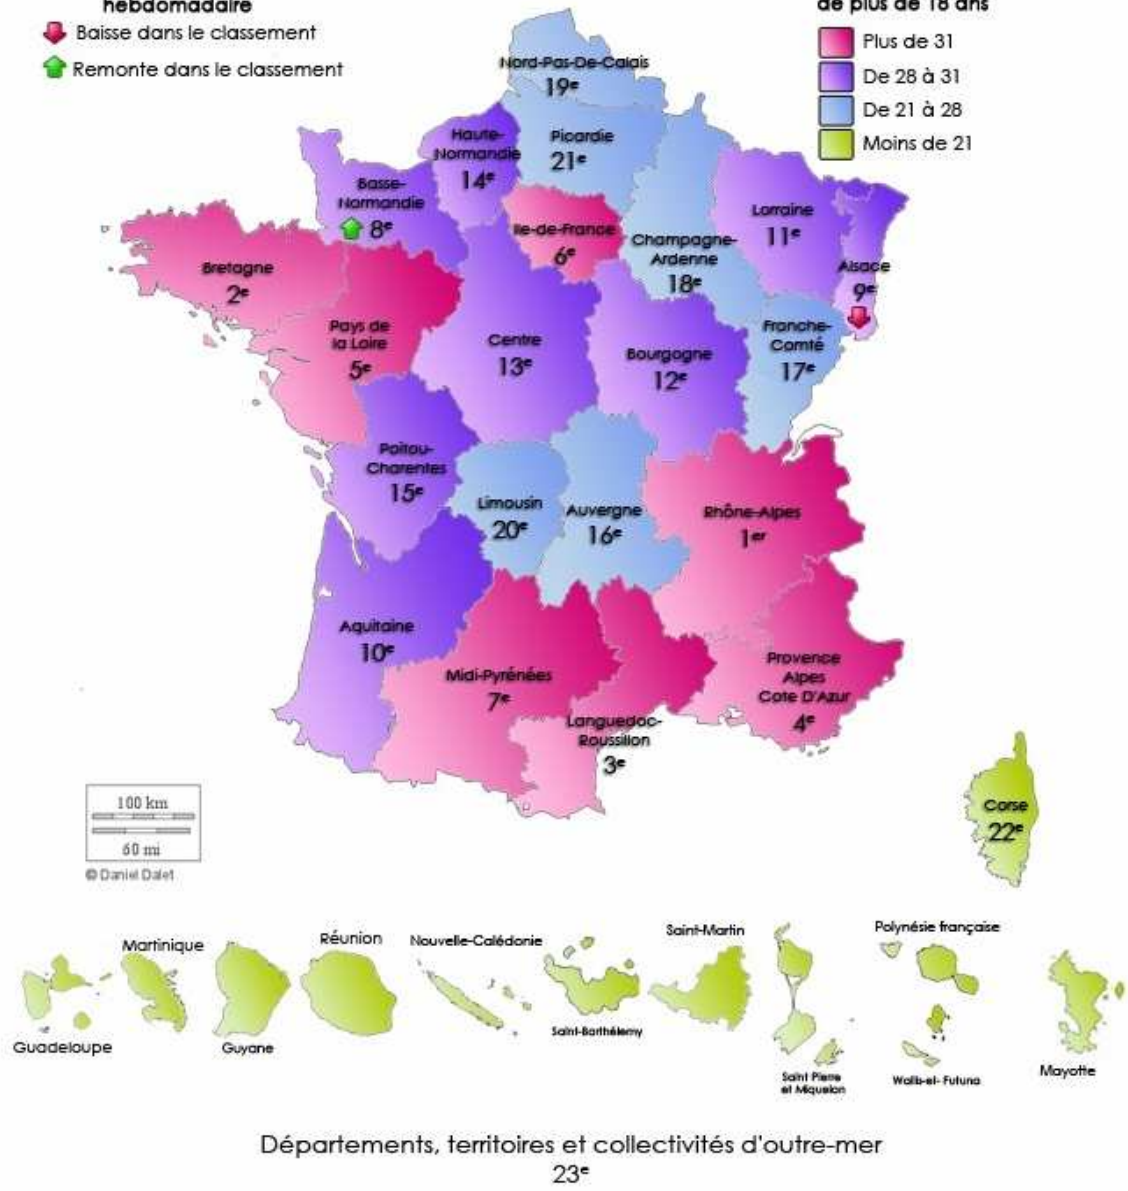 hebdomadaire
Baisse dans le classement
Remonte dans le classement
de plus de 18 ans
Plus de 31
De 28 à 31
De 21 à 28
Moins de 21
Nord-Pas-De-Calais
19e
Haute-
Normandie
14e
Picardie
21e
Basse-
Normandie
8e
Ile-de-France
6e
Champagne-
Ardenne
18e
Lorraine
11e
Alsace
9e
Bretagne
2e
Pays de
la Loire
5e
Centre
13e
Bourgogne
12e
Franche-
Comté
17e
Poitou-
Charentes
15e
Limousin
20e
Auvergne
16e
Rhône-Alpes
1er
Aquitaine
10e
Midi-Pyrénées
7e
Languedoc-
Roussillon
3e
Provence
Alpes
Cote D'Azur
4e
Corse
22e
100 km
60 mi
© Daniel Dalet
Martinique
Réunion
Nouvelle-Calédonie
Saint-Martin
Polynésie française
Guadeloupe
Guyane
Saint-Barthélemy
Saint Pierre
et Miquelon
Wallis-et- Futuna
Mayotte
Départements, territoires et collectivités d'outre-mer
23e